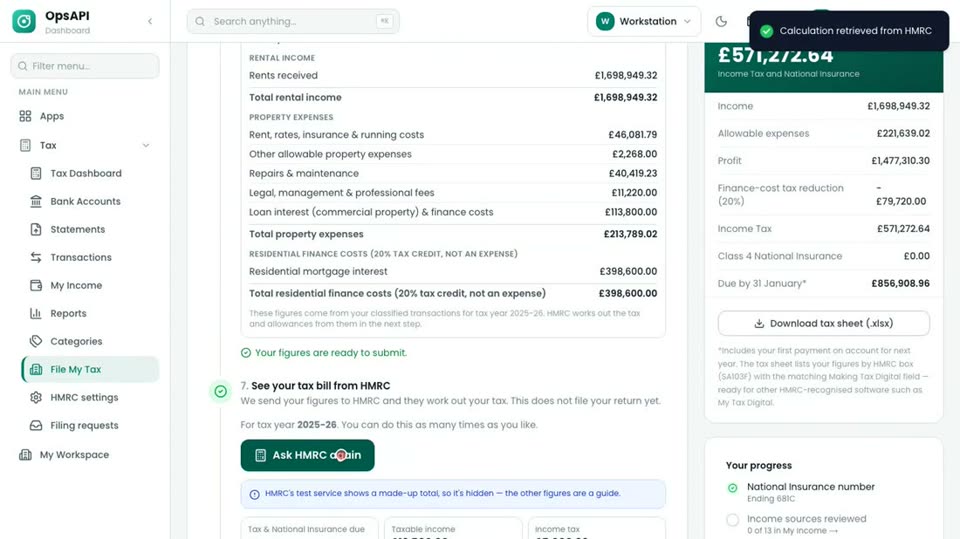 OpsAPI
Dashboard
Search anything...
W Workstation
Calculation retrieved from HMRC
Filter menu...
MAIN MENU
Apps
Tax
Tax Dashboard
Bank Accounts
Statements
Transactions
My Income
Reports
Categories
File My Tax
HMRC settings
Filing requests
My Workspace
RENTAL INCOME
Rents received £1,698,949.32
Total rental income £1,698,949.32
PROPERTY EXPENSES
Rent, rates, insurance & running costs £46,081.79
Other allowable property expenses £2,268.00
Repairs & maintenance £40,419.23
Legal, management & professional fees £11,220.00
Loan interest (commercial property) & finance costs £113,800.00
Total property expenses £213,789.02
RESIDENTIAL FINANCE COSTS (20% TAX CREDIT, NOT AN EXPENSE)
Residential mortgage interest £398,600.00
Total residential finance costs (20% tax credit, not an expense) £398,600.00
These figures come from your classified transactions for tax year 2025-26. HMRC works out the tax
and allowances from them in the next step.
Your figures are ready to submit.
7. See your tax bill from HMRC
We send your figures to HMRC and they work out your tax. This does not file your return yet.
For tax year 2025-26. You can do this as many times as you like.
Ask HMRC again
HMRC's test service shows a made-up total, so it's hidden — the other figures are a guide.
Tax & National Insurance due
Taxable income
Income tax
£571,272.64
Income Tax and National Insurance
Income £1,698,949.32
Allowable expenses £221,639.02
Profit £1,477,310.30
Finance-cost tax reduction -
(20%) £79,720.00
Income Tax £571,272.64
Class 4 National Insurance £0.00
Due by 31 January* £856,908.96
Download tax sheet (.xlsx)
*Includes your first payment on account for next
year. The tax sheet lists your figures by HMRC box
(SA103F) with the matching Making Tax Digital field —
ready for other HMRC-recognised software such as
My Tax Digital.
Your progress
National Insurance number
Ending 681C
Income sources reviewed
0 of 13 in My Income →